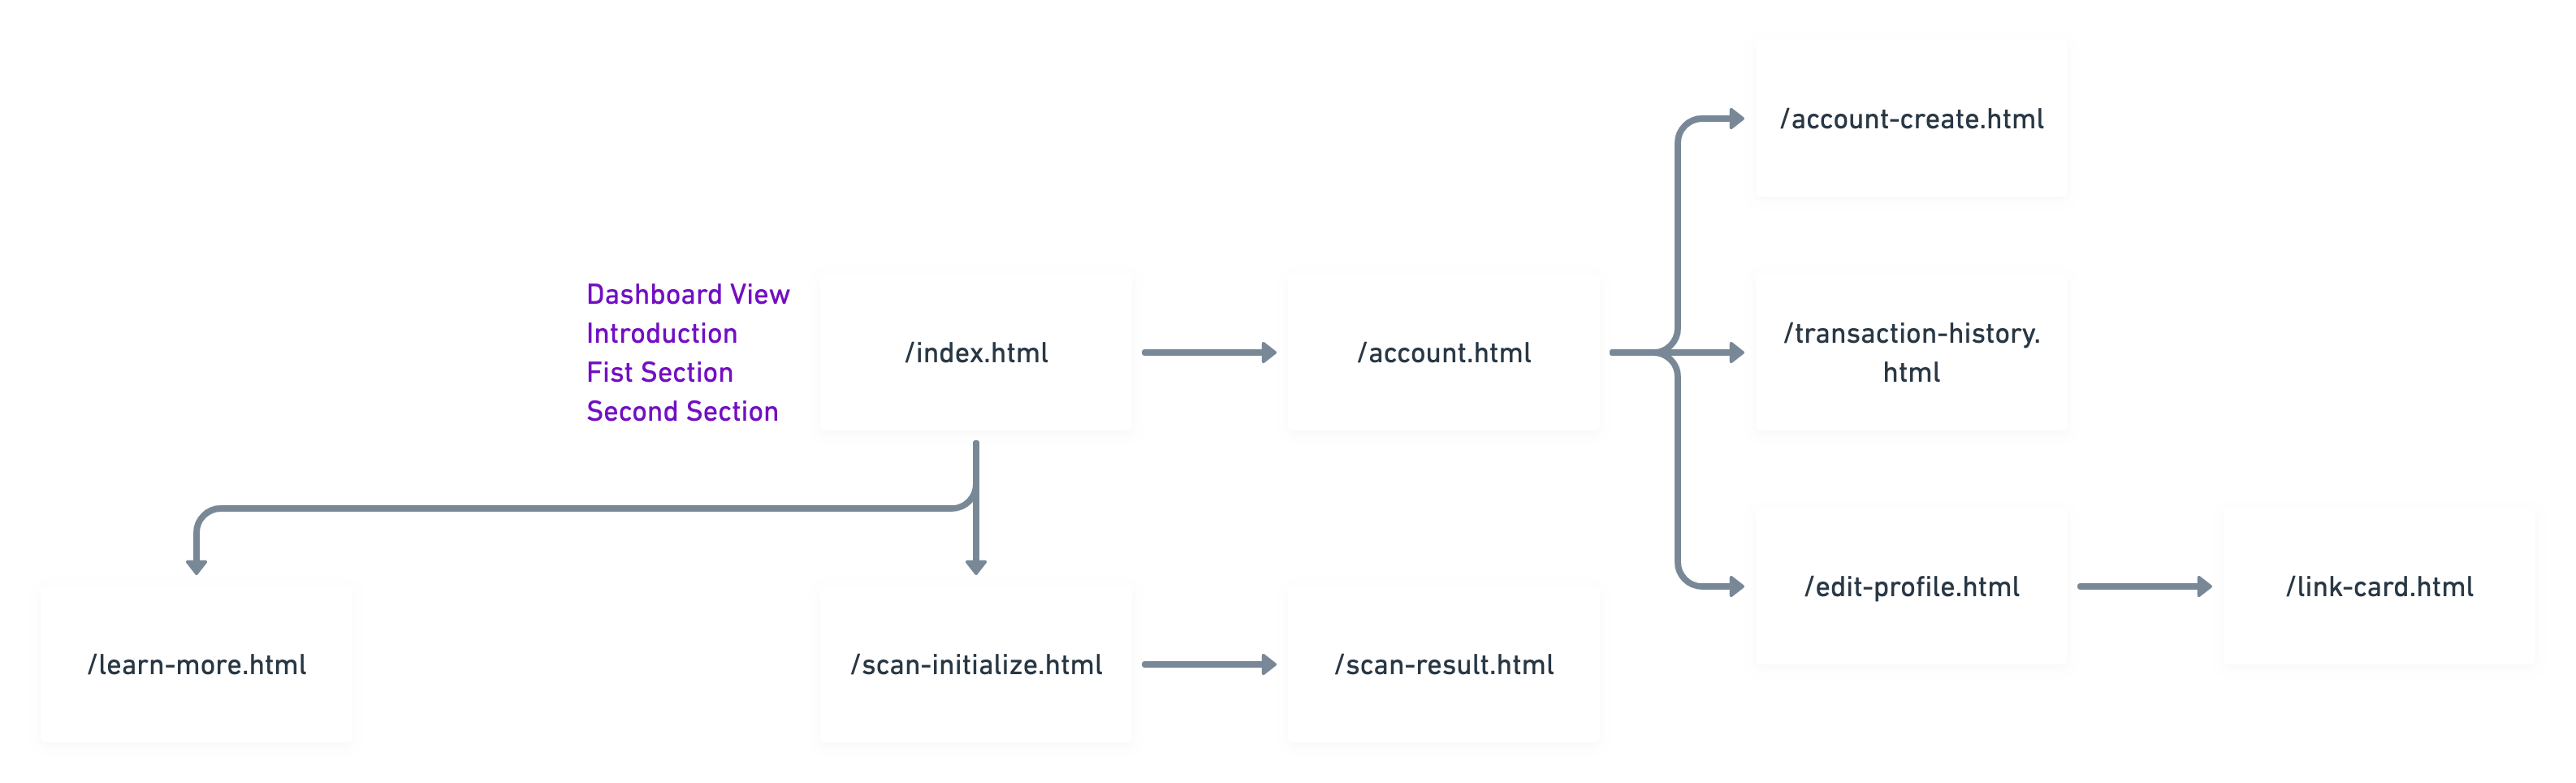 /account-create.html
Dashboard View
Introduction
Fist Section
Second Section
/index.html
/account.html
/transaction-history.
html
/edit-profile.html
/link-card.html
/learn-more.html
/scan-initialize.html
/scan-result.html